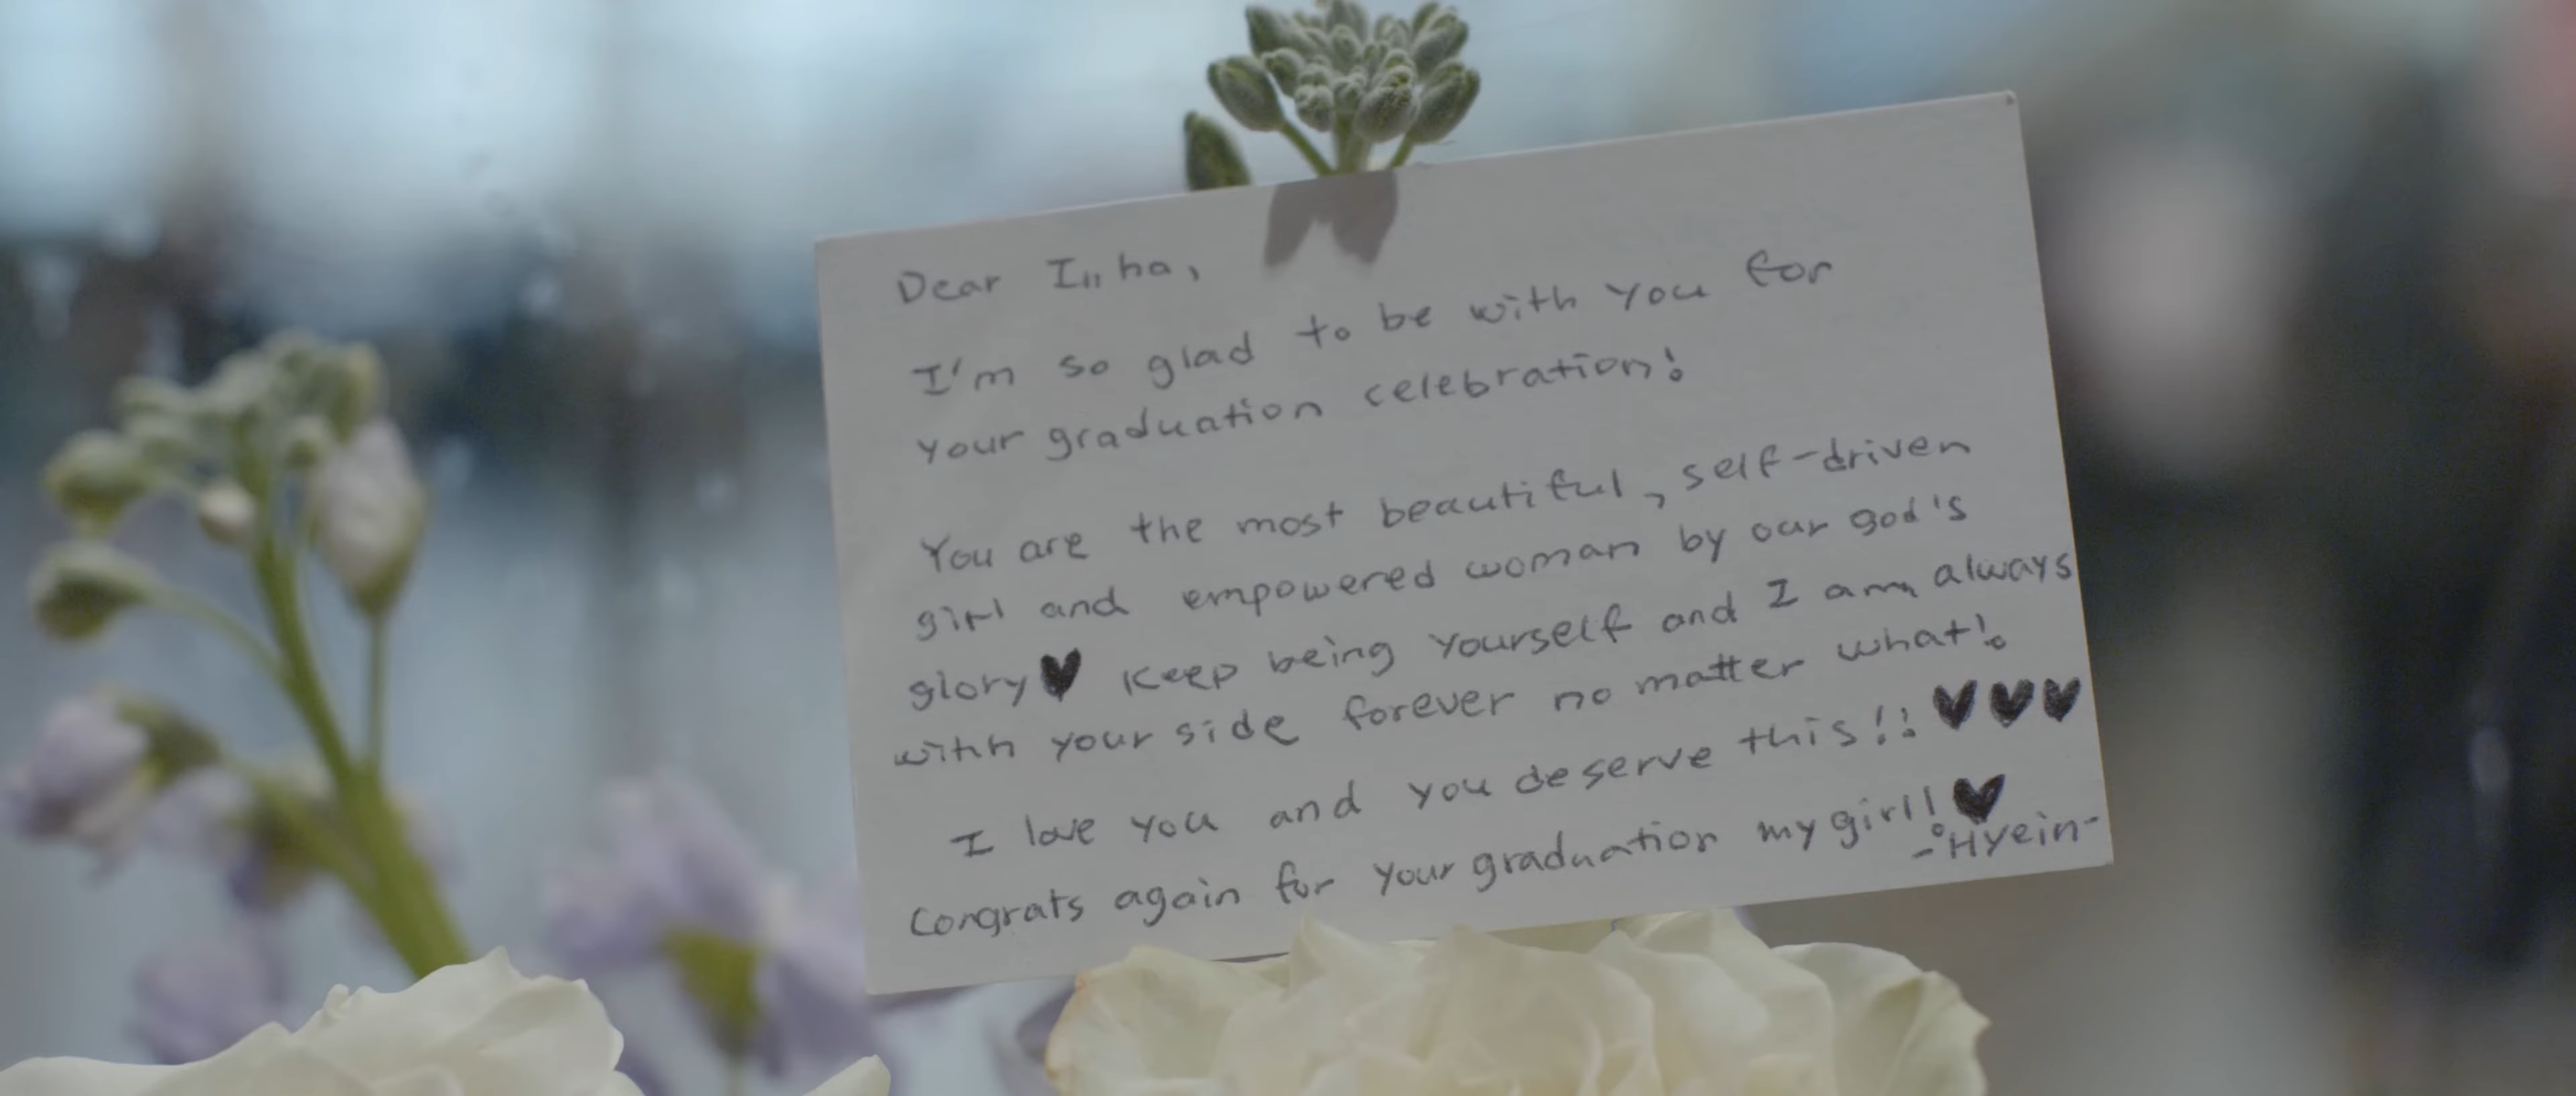 Dear Inha,
I'm so glad to be with you for
your graduation celebration!
You are the most beautiful, self-driven
girl and empowered woman by our god's
glory♥ Keep being yourself and I am always
with your side forever no matter what!
I love you and you deserve this!! ♥♥♥
Congrats again for your graduation my girl! ♥
-Hyein-